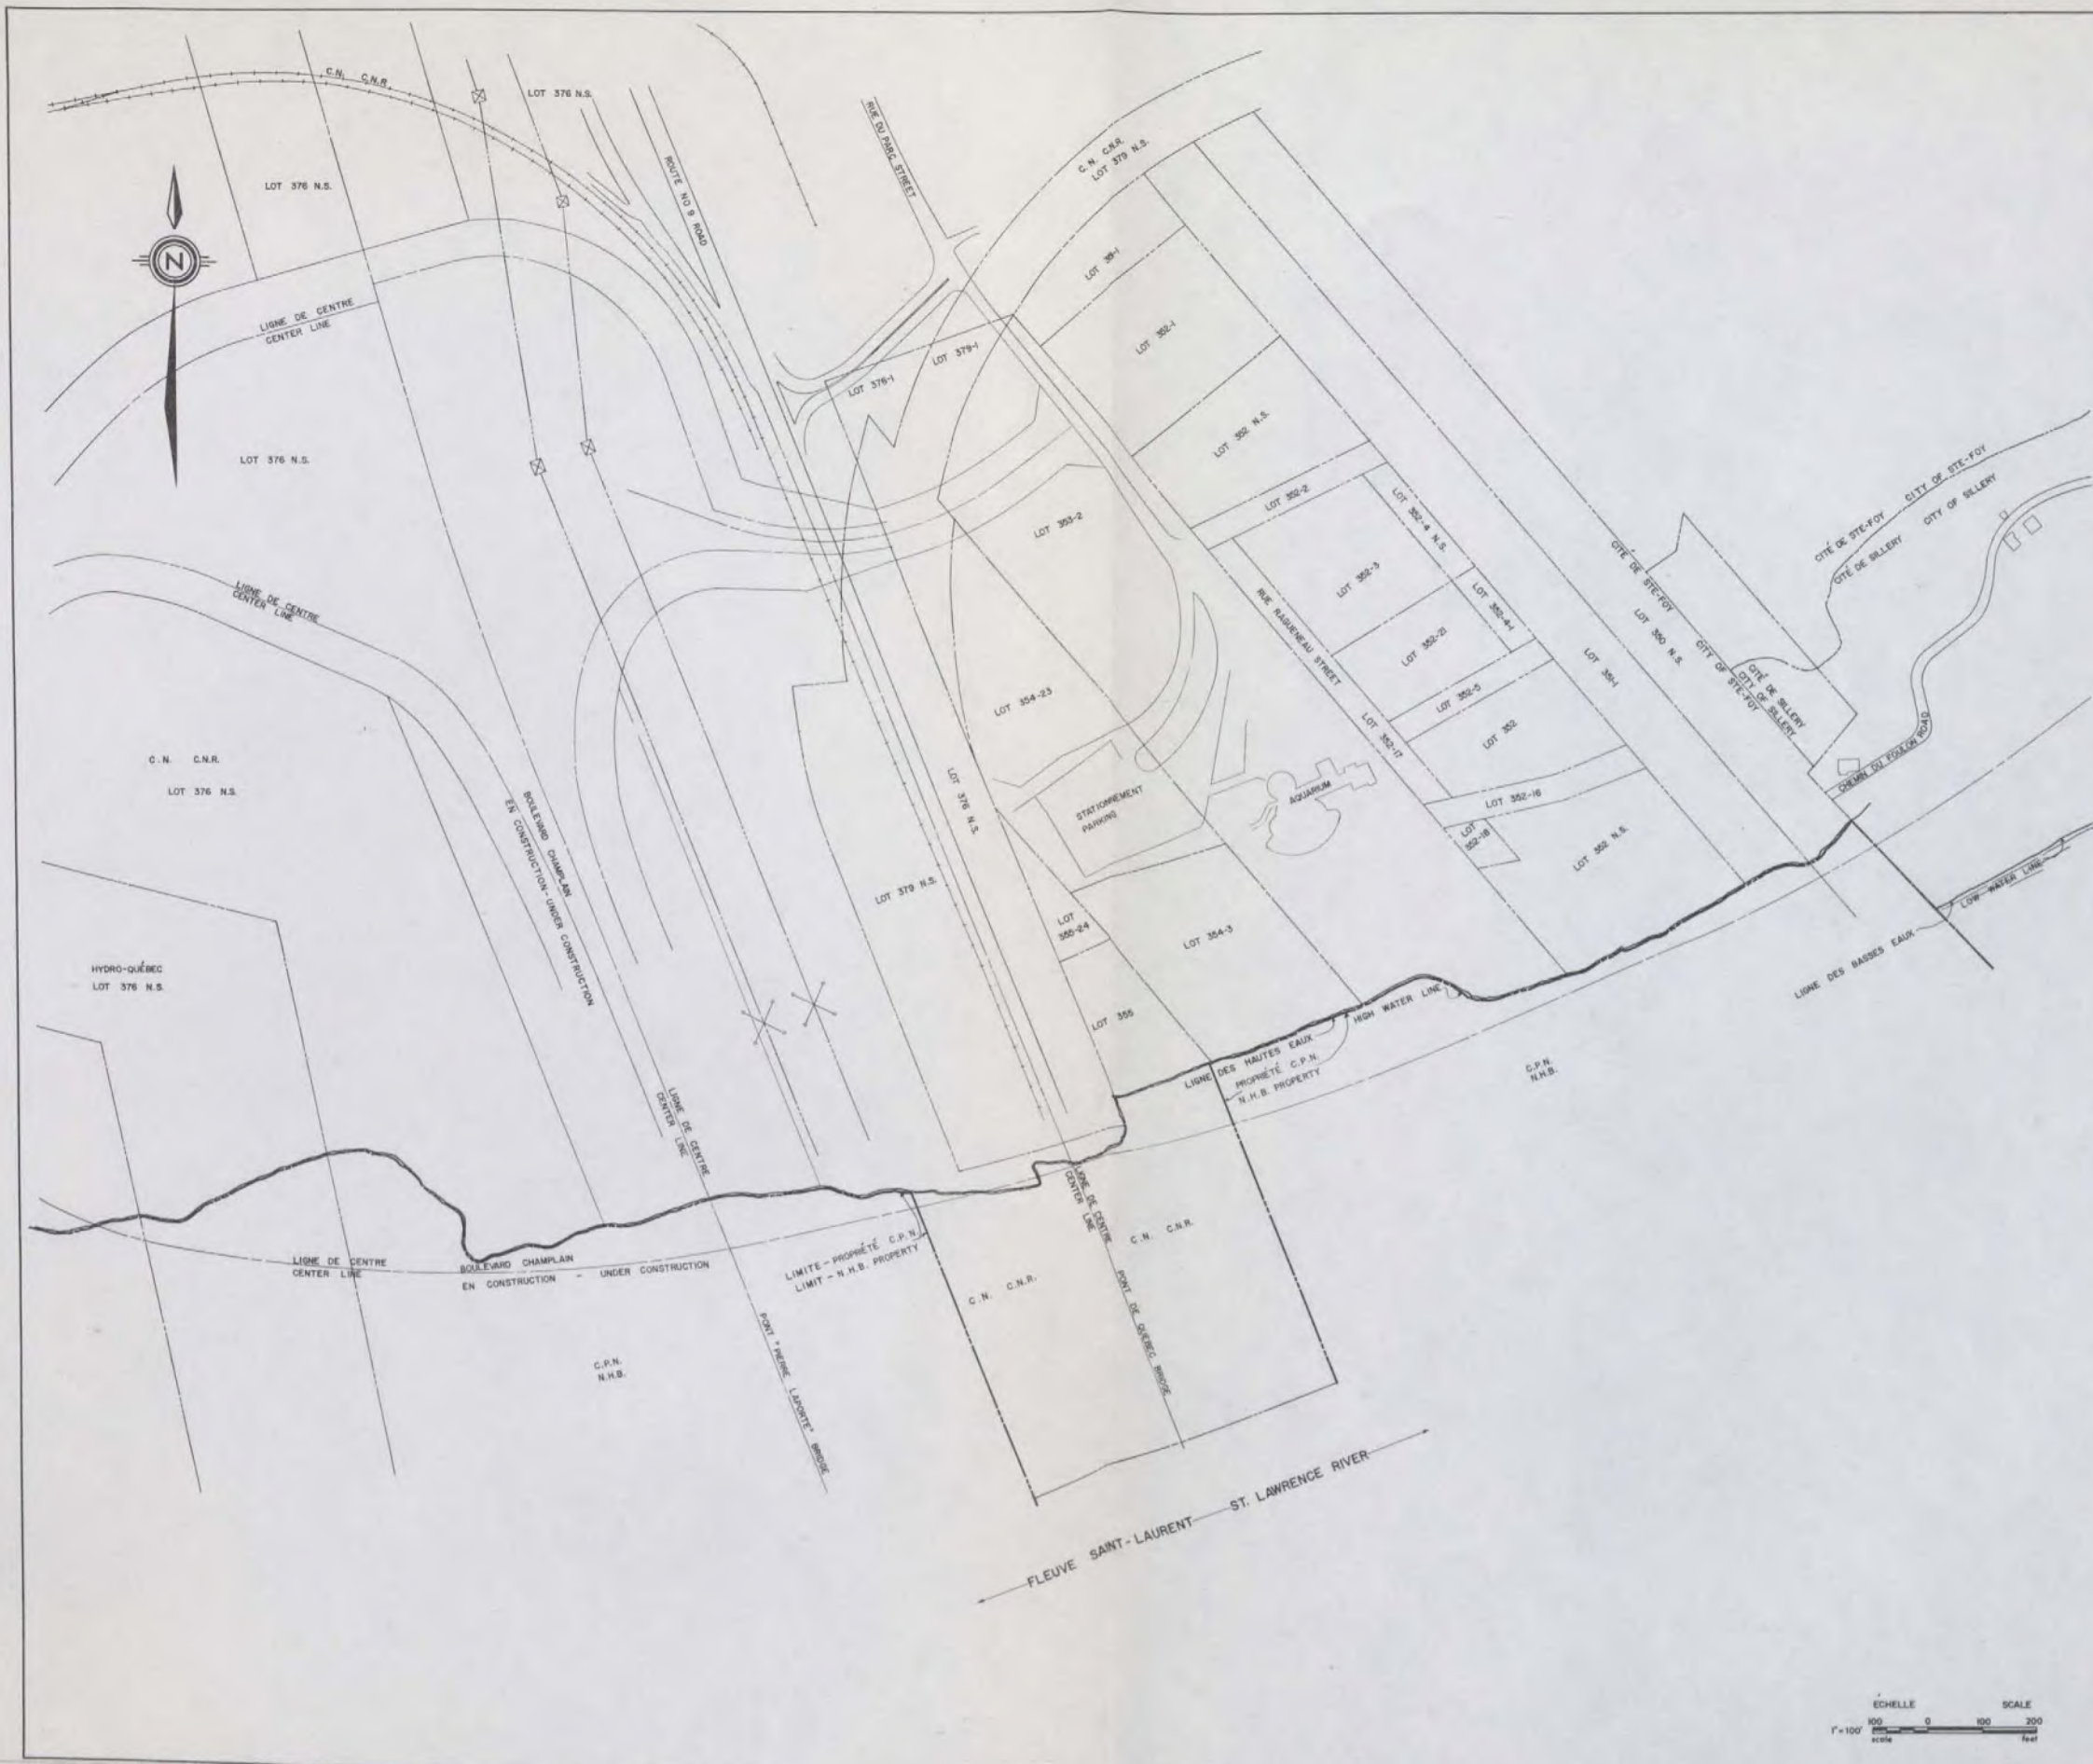 C.N. C.N.R.
LOT 376 N.S.
LOT 376 N.S.
N
ROUTE NO 9 ROAD
RUE DU PARC STREET
C.N. C.N.R.
LOT 379 N.S.
LIGNE DE CENTRE
CENTER LINE
LOT 376 N.S.
LOT 376-1
LOT 379-1
LOT 351-1
LOT 352-1
LOT 352 N.S.
LOT 352-2
LOT 352-4 N.S.
LOT 352-3
LOT 352-4-1
LOT 352-21
LOT 352-5
LOT 352
LOT 353-2
LOT 354-23
RUE RAGUENEAU STREET
LOT 352-17
LOT 351-1
LOT 350 N.S.
CITÉ DE STE-FOY
CITY OF STE-FOY
CITÉ DE SILLERY
CITY OF SILLERY
CITÉ DE STE-FOY CITY OF STE-FOY
CITÉ DE SILLERY CITY OF SILLERY
CHEMIN DU FOULON ROAD
LIGNE DE CENTRE
CENTER LINE
C.N. C.N.R.
LOT 376 N.S.
BOULEVARD CHAMPLAIN
EN CONSTRUCTION - UNDER CONSTRUCTION
LOT 376 N.S.
LOT 379 N.S.
STATIONNEMENT
PARKING
AQUARIUM
LOT 352-16
LOT
352-18
LOT 352 N.S.
LOW WATER LINE
LIGNE DES BASSES EAUX
LOT
355-24
LOT 354-3
LOT 355
HYDRO-QUÉBEC
LOT 376 N.S.
LIGNE DES HAUTES EAUX
HIGH WATER LINE
PROPRIÉTÉ C.P.N.
N.H.B. PROPERTY
C.P.N.
N.H.B.
LIGNE DE CENTRE
CENTER LINE
LIGNE DE CENTRE
CENTER LINE
LIGNE DE CENTRE
CENTER LINE
BOULEVARD CHAMPLAIN
EN CONSTRUCTION - UNDER CONSTRUCTION
LIMITE - PROPRIÉTÉ C.P.N.
LIMIT - N.H.B. PROPERTY
C.N. C.N.R.
C.N. C.N.R.
PONT DE QUÉBEC BRIDGE
PONT "PIERRE LAPORTE" BRIDGE
C.P.N.
N.H.B.
FLEUVE SAINT-LAURENT ST. LAWRENCE RIVER
ÉCHELLE SCALE
1"=100' 100 0 100 200
scale feet